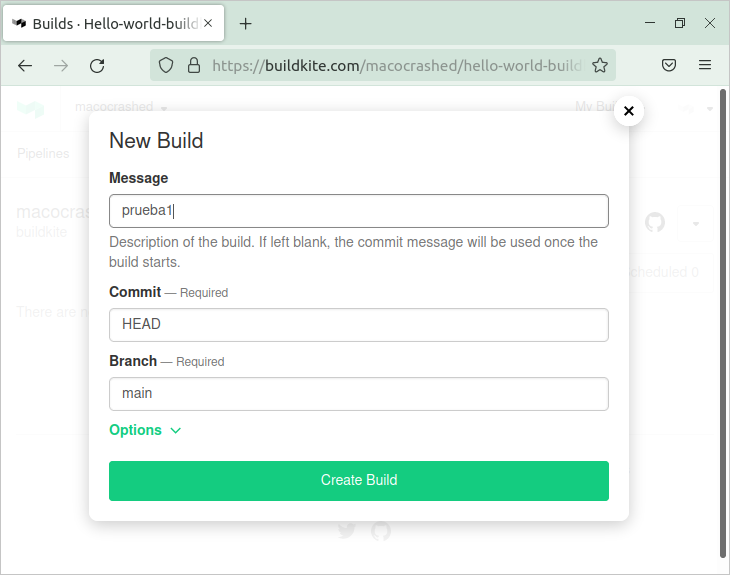 Builds · Hello-world-build
https://buildkite.com/macocrashed/hello-world-build
macocrashed
My Bu
Pipelines
New Build
Message
prueba1
Description of the build. If left blank, the commit message will be used once the
build starts.
macocras
buildkite
cheduled 0
Commit — Required
There are n
HEAD
Branch — Required
main
Options
Create Build